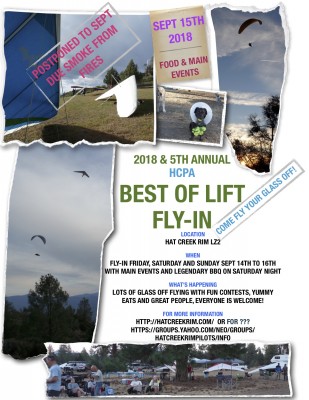 POSTPONED TO SEPT
DUE SMOKE FROM
FIRES
SEPT 15TH
2018
FOOD & MAIN
EVENTS
2018 & 5TH ANNUAL
HCPA
BEST OF LIFT
FLY-IN
COME FLY YOUR GLASS OFF!
LOCATION
HAT CREEK RIM LZ2
WHEN
FLY-IN FRIDAY, SATURDAY AND SUNDAY SEPT 14TH TO 16TH
WITH MAIN EVENTS AND LEGENDARY BBQ ON SATURDAY NIGHT
WHAT'S HAPPENING
LOTS OF GLASS OFF FLYING WITH FUN CONTESTS, YUMMY
EATS AND GREAT PEOPLE, EVERYONE IS WELCOME!
FOR MORE INFORMATION
HTTP://HATCREEKRIM.COM/ OR FOR ???
HTTPS://GROUPS.YAHOO.COM/NEO/GROUPS/
HATCREEKRIMPILOTS/INFO